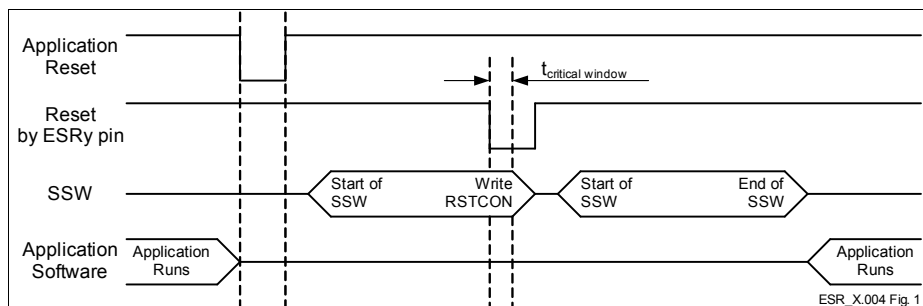 Application
Reset
t critical window
Reset
by ESRy pin
SSW
Start of
SSW
Write
RSTCON
Start of
SSW
End of
SSW
Application
Software
Application
Runs
Application
Runs
ESR_X.004 Fig. 1